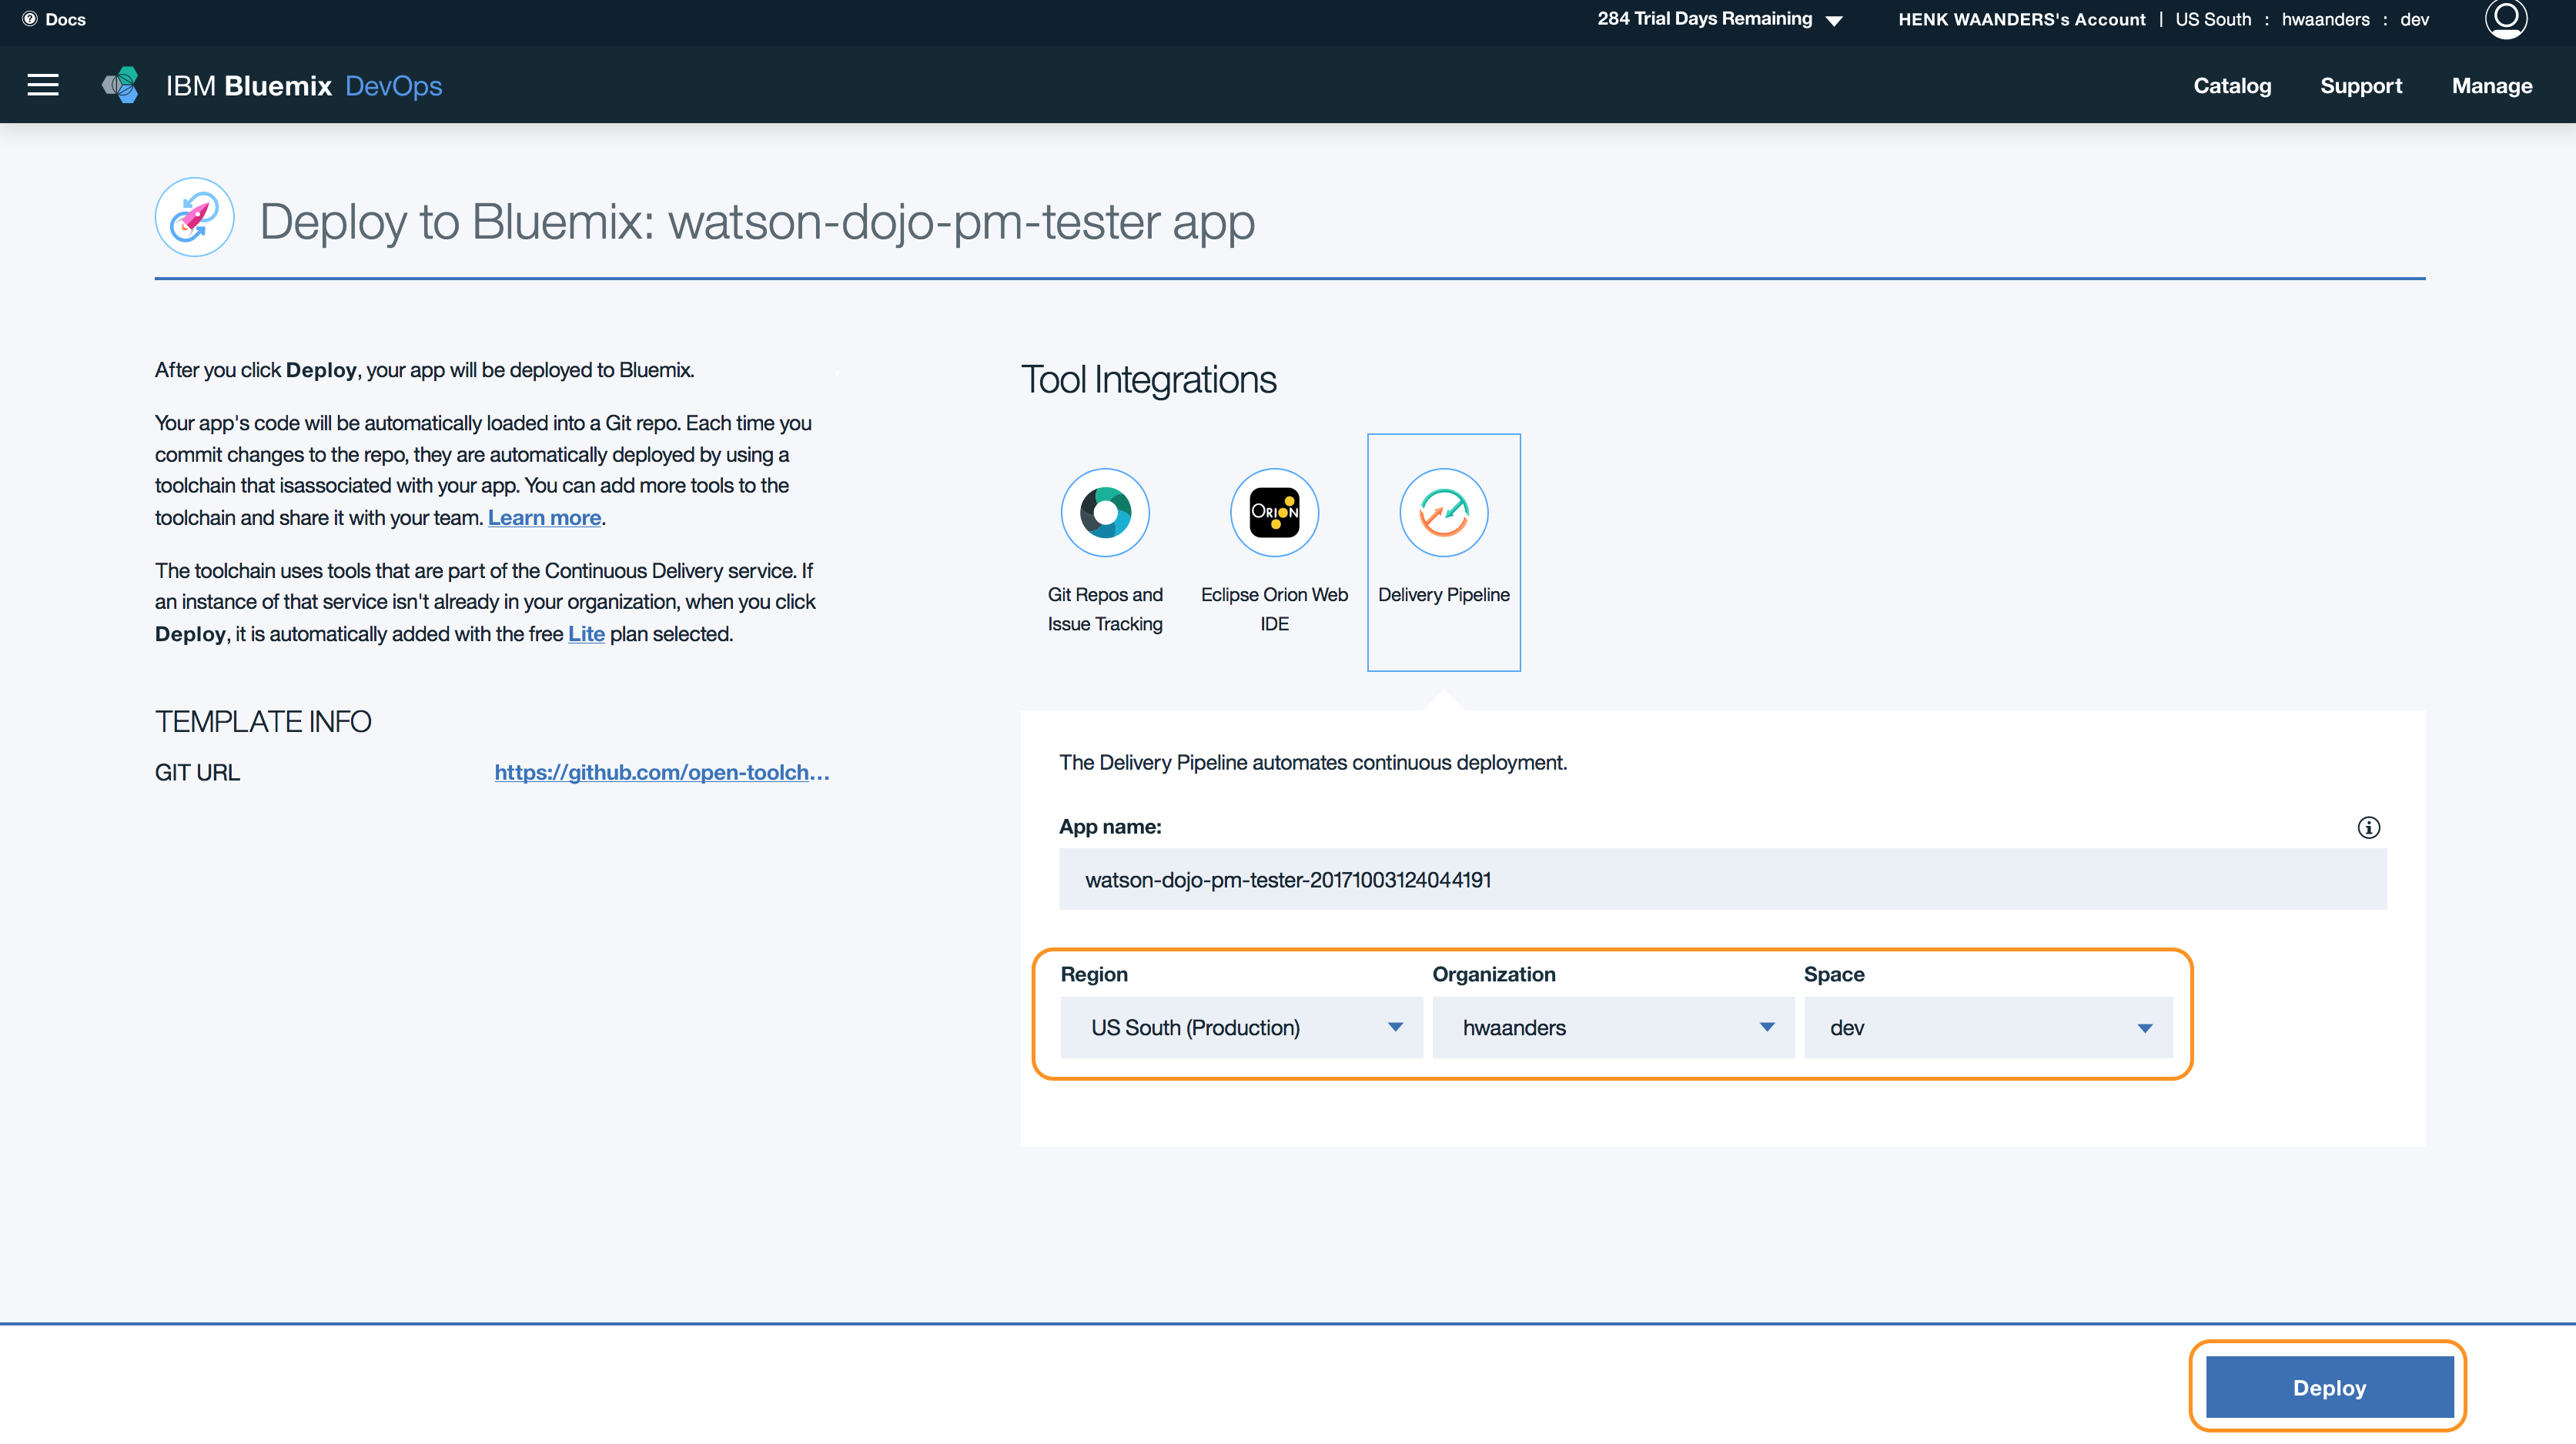 Docs
284 Trial Days Remaining
HENK WAANDERS's Account | US South : hwaanders : dev
IBM Bluemix DevOps
Catalog
Support
Manage
Deploy to Bluemix: watson-dojo-pm-tester app
After you click Deploy, your app will be deployed to Bluemix.
Your app's code will be automatically loaded into a Git repo. Each time you
commit changes to the repo, they are automatically deployed by using a
toolchain that isassociated with your app. You can add more tools to the
toolchain and share it with your team. Learn more.
The toolchain uses tools that are part of the Continuous Delivery service. If
an instance of that service isn't already in your organization, when you click
Deploy, it is automatically added with the free Lite plan selected.
TEMPLATE INFO
GIT URL
https://github.com/open-toolch...
Tool Integrations
ORION
Git Repos and
Issue Tracking
Eclipse Orion Web
IDE
Delivery Pipeline
The Delivery Pipeline automates continuous deployment.
App name:
watson-dojo-pm-tester-20171003124044191
Region
Organization
Space
US South (Production)
hwaanders
dev
Deploy